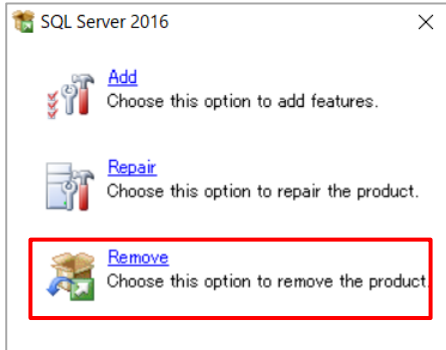 SQL Server 2016
Add
Choose this option to add features.
Repair
Choose this option to repair the product.
Remove
Choose this option to remove the product.